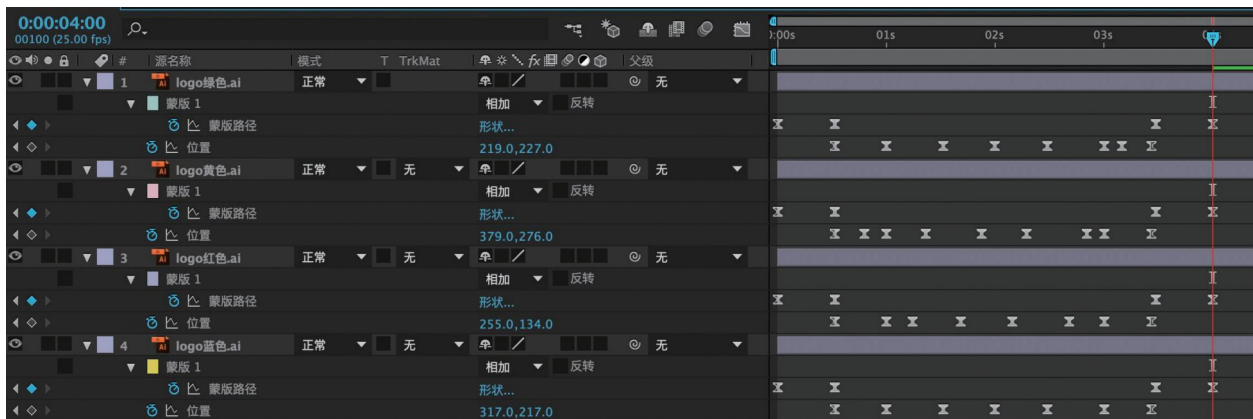 0:00:04:00
00100 (25.00 fps)
:00s 01s 02s 03s
# 源名称 模式 T TrkMat fx 父级
1 Ai logo绿色.ai 正常 无
蒙版 1 相加 反转
蒙版路径 形状...
位置 219.0,227.0
2 Ai logo黄色.ai 正常 无 无
蒙版 1 相加 反转
蒙版路径 形状...
位置 379.0,276.0
3 Ai logo红色.ai 正常 无 无
蒙版 1 相加 反转
蒙版路径 形状...
位置 255.0,134.0
4 Ai logo蓝色.ai 正常 无 无
蒙版 1 相加 反转
蒙版路径 形状...
位置 317.0,217.0